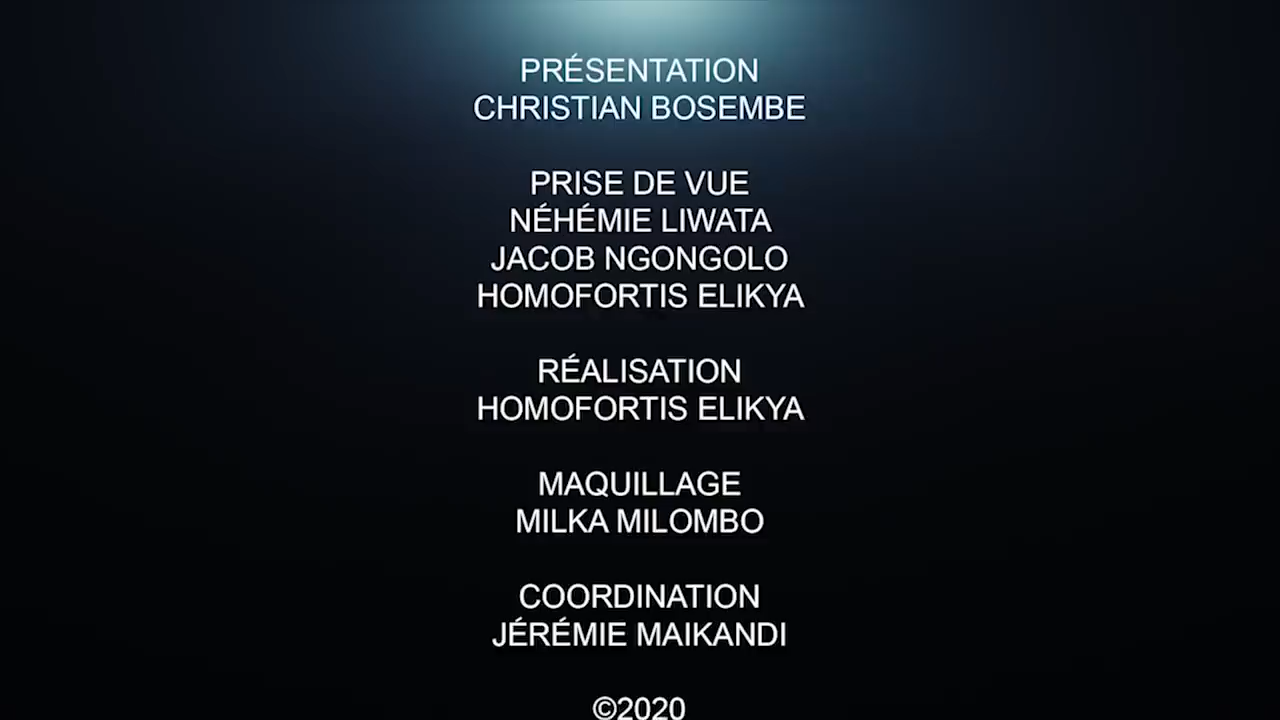 PRÉSENTATION
CHRISTIAN BOSEMBE
PRISE DE VUE
NÉHÉMIE LIWATA
JACOB NGONGOLO
HOMOFORTIS ELIKYA
RÉALISATION
HOMOFORTIS ELIKYA
MAQUILLAGE
MILKA MILOMBO
COORDINATION
JÉRÉMIE MAIKANDI
©2020